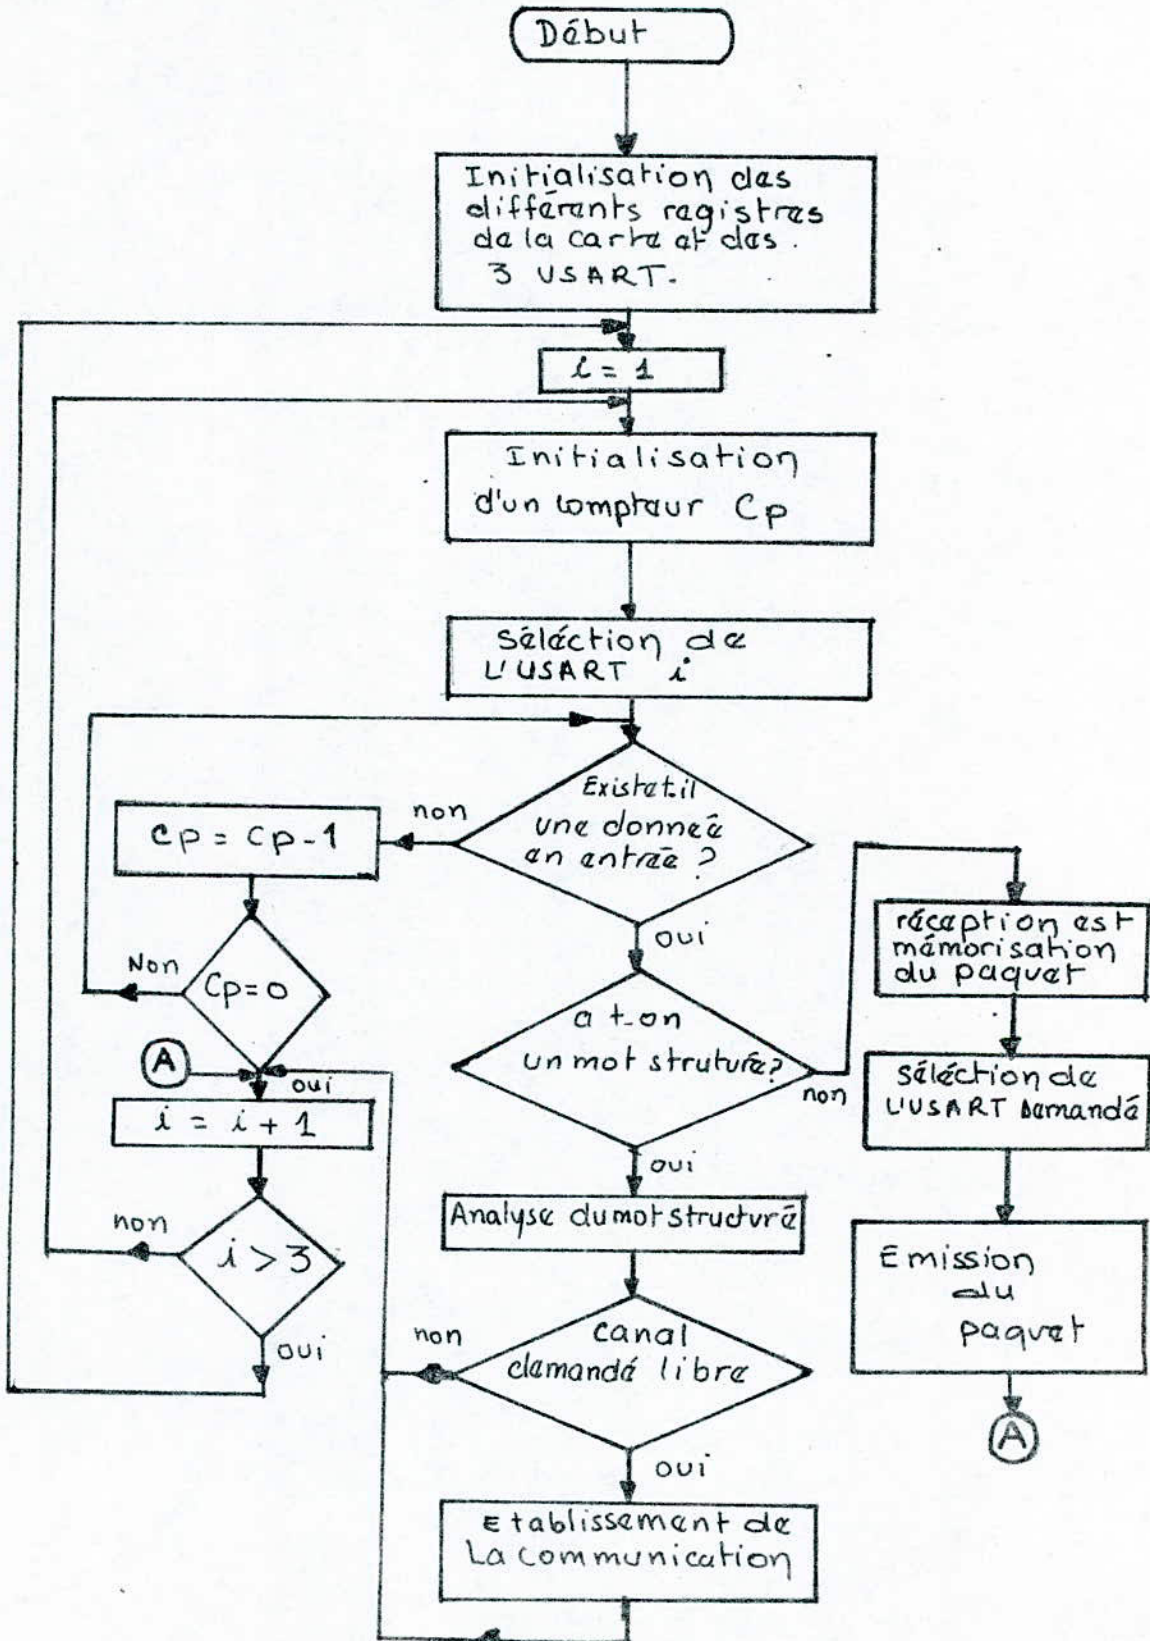 Début
Initialisation des
différents registres
de la carte et des.
3 USART.
i = 1
Initialisation
d'un compteur Cp
séléction de
L'USART i
Existe t-il
une donneé
en entrée ?
non
Cp = Cp-1
oui
Non
Cp=0
réception est
mémorisation
du paquet
a t-on
un mot struturé?
non
A
oui
i = i + 1
séléction de
L'USART Demandé
oui
Analyse du mot structuré
non
i > 3
Emission
du
paquet
oui
non
canal
demandé libre
A
oui
Etablissement de
La communication